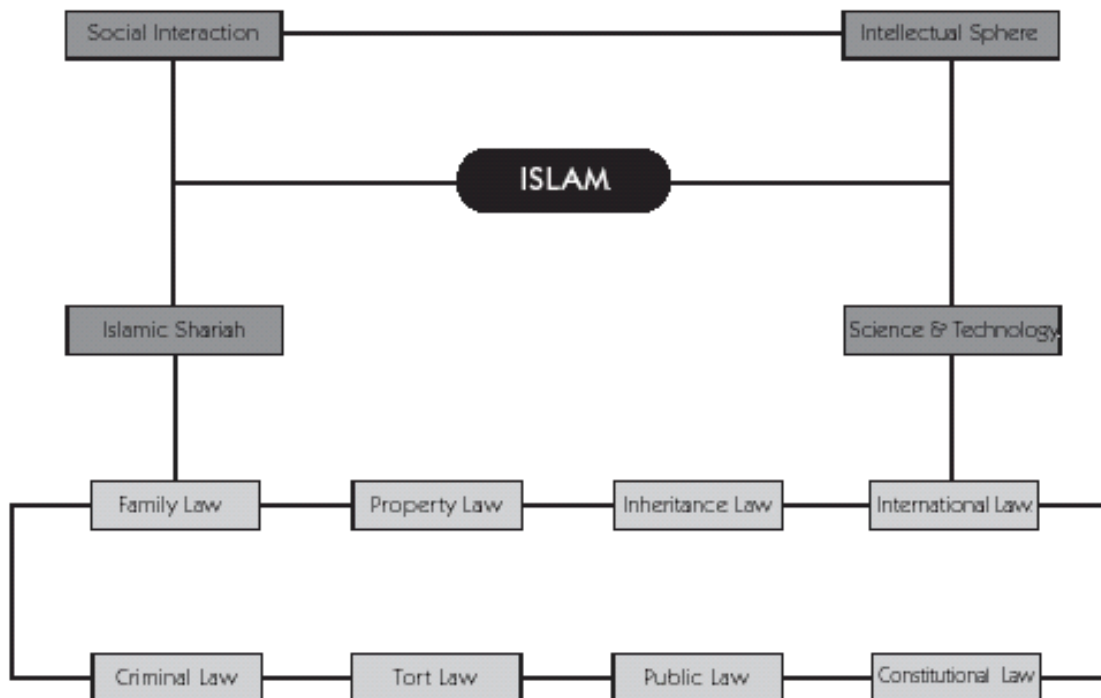 Social Interaction
Intellectual Sphere
ISLAM
Islamic Shariah
Science & Technology
Family Law
Property Law
Inheritance Law
International Law.
Criminal Law
Tort Law
Public Law
Constitutional Law